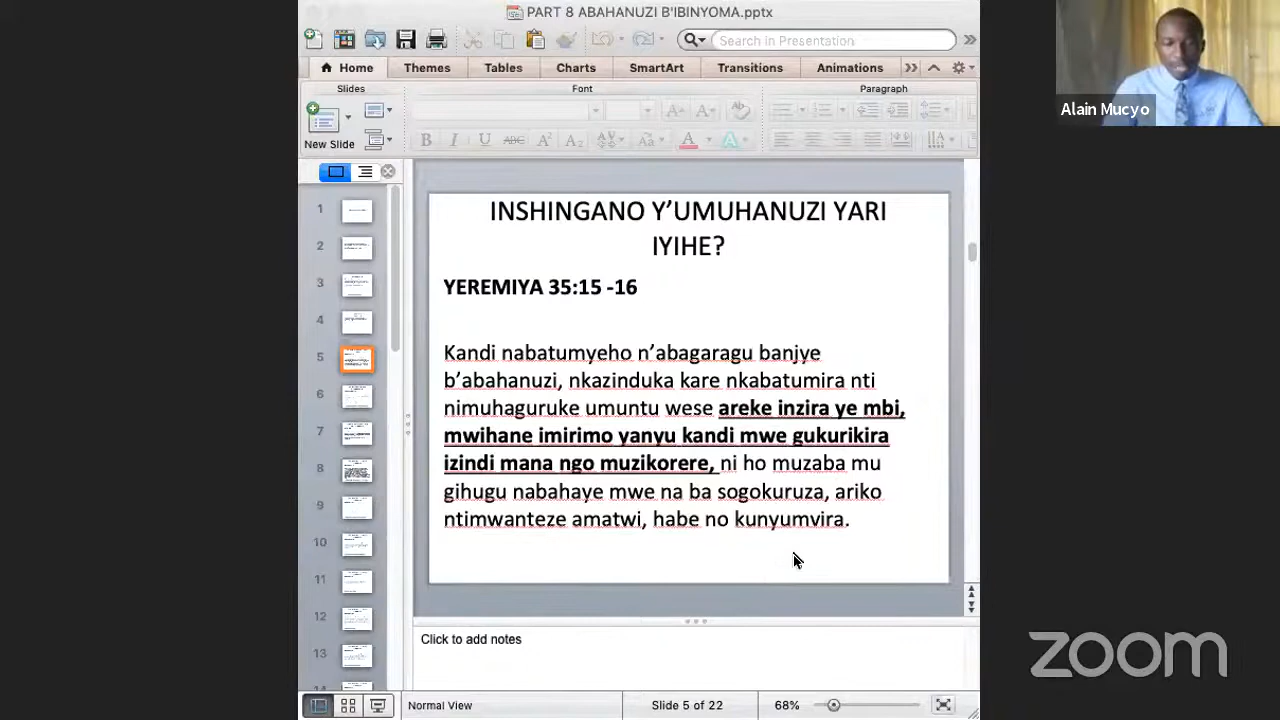 PART 8 ABAHANUZI B'IBINYOMA.pptx
Search in Presentation
Home Themes Tables Charts SmartArt Transitions Animations
Slides Font Paragraph
New Slide
B I U ABC A² A₂ Aa A A
Alain Mucyo
1
2
3
4
5
6
7
8
9
10
11
12
13
INSHINGANO Y'UMUHANUZI YARI
IYIHE?
YEREMIYA 35:15 -16
Kandi nabatumyeho n'abagaragu banjye
b'abahanuzi, nkazinduka kare nkabatumira nti
nimuhaguruke umuntu wese areke inzira ye mbi,
mwihane imirimo yanyu kandi mwe gukurikira
izindi mana ngo muzikorere, ni ho muzaba mu
gihugu nabahaye mwe na ba sogokuruza, ariko
ntimwanteze amatwi, habe no kunyumvira.
Click to add notes
Normal View Slide 5 of 22 68%
zoom